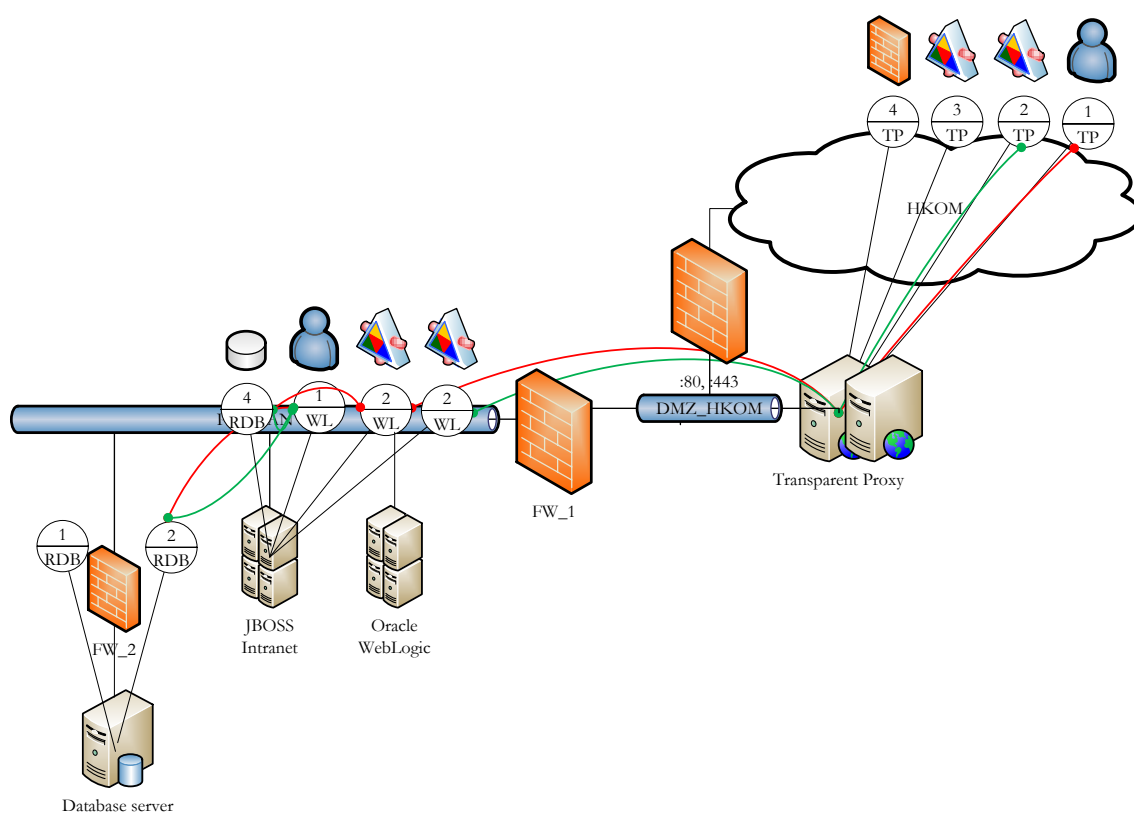 4
TP
3
TP
2
TP
1
TP
HKOM
:80, :443
DMZ_HKOM
4
RDB
1
WL
2
WL
2
WL
FW_1
Transparent Proxy
1
RDB
2
RDB
JBOSS
Intranet
Oracle
WebLogic
FW_2
Database server